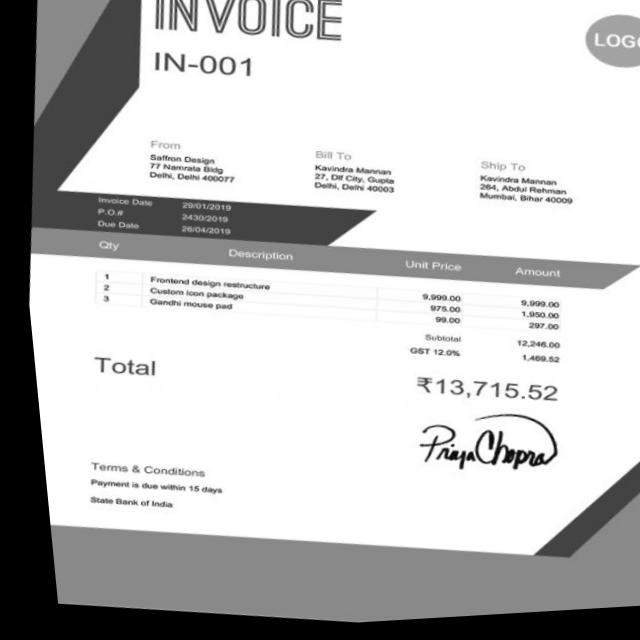 INVOICE
LOGO
IN-001
From
Saffron Design
77 Namrata Bldg
Delhi, Delhi 400077
Bill To
Kavindra Mannan
27, Dlf City, Gupta
Delhi, Delhi 40003
Ship To
Kavindra Mannan
264, Abdul Rehman
Mumbai, Bihar 40009
Invoice Date 29/01/2019
P.O.# 2430/2019
Due Date 26/04/2019
Qty Description Unit Price Amount
1 Frontend design restructure 9,999.00 9,999.00
2 Custom icon package 975.00 1,950.00
3 Gandhi mouse pad 99.00 297.00
Subtotal 12,246.00
GST 12.0% 1,469.52
Total ₹13,715.52
Priya Chopra
Terms & Conditions
Payment is due within 15 days
State Bank of India